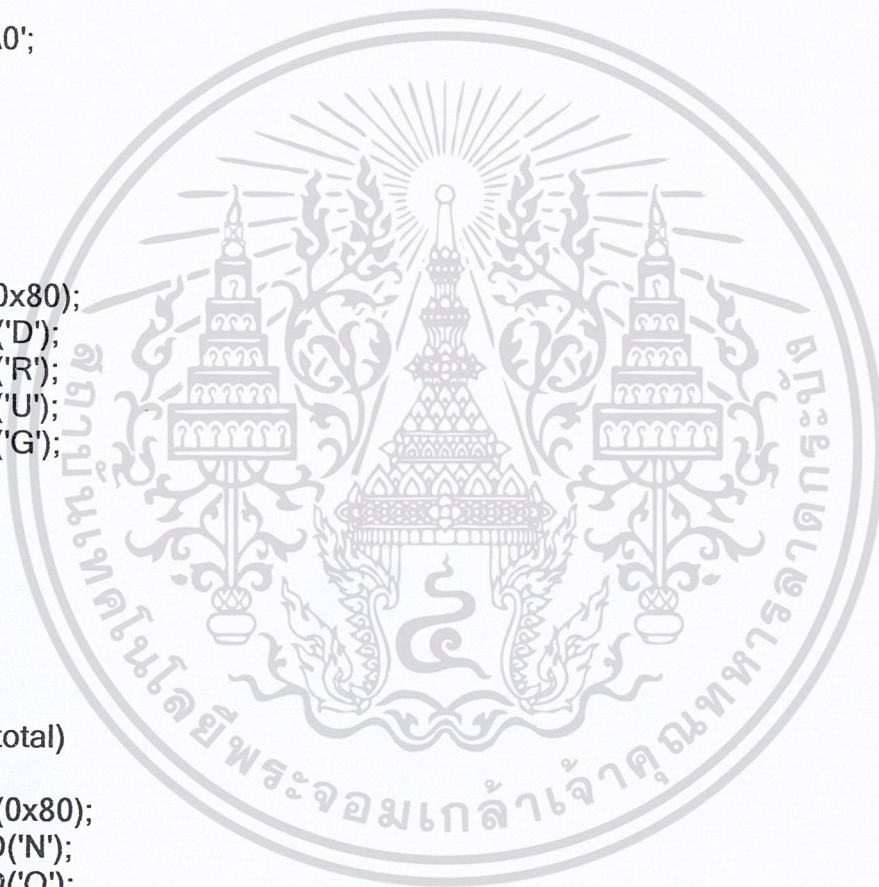 .0';
0x80);
('D');
('R');
('U');
('G');
total)
(0x80);
D('N');
D('O');
สถาบันเทคโนโลยีพระจอมเกล้าเจ้าคุณทหารลาดกระบัง